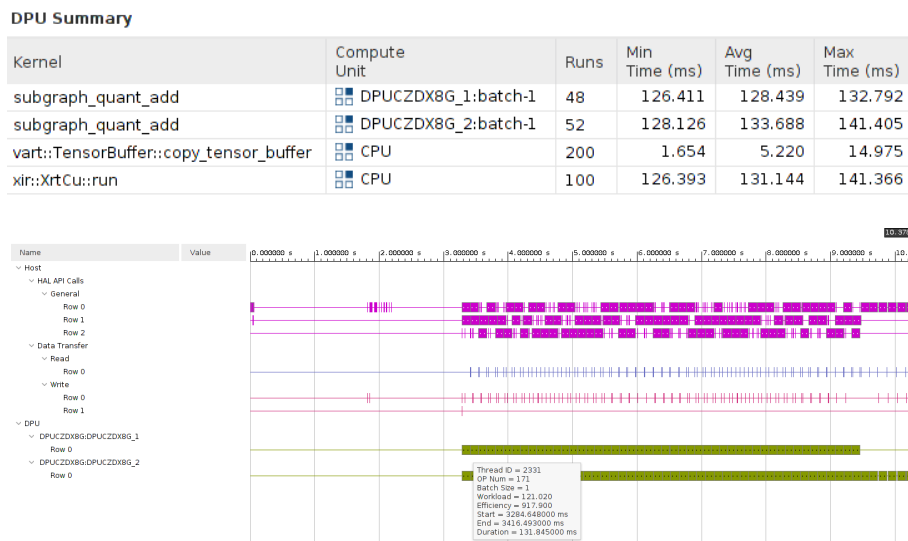 DPU Summary
Kernel Compute Unit Runs Min Time (ms) Avg Time (ms) Max Time (ms)
subgraph_quant_add DPUCZDX8G_1:batch-1 48 126.411 128.439 132.792
subgraph_quant_add DPUCZDX8G_2:batch-1 52 128.126 133.688 141.405
vart::TensorBuffer::copy_tensor_buffer CPU 200 1.654 5.220 14.975
xir::XrtCu::run CPU 100 126.393 131.144 141.366
Name Value 0.000000 s 1.000000 s 2.000000 s 3.000000 s 4.000000 s 5.000000 s 6.000000 s 7.000000 s 8.000000 s 9.000000 s
Host
HAL API Calls
General
Row 0
Row 1
Row 2
Data Transfer
Read
Row 0
Write
Row 0
Row 1
DPU
DPUCZDX8G:DPUCZDX8G_1
Row 0
DPUCZDX8G:DPUCZDX8G_2
Row 0
Thread ID = 2331
OP Num = 171
Batch Size = 1
Workload = 121.020
Efficiency = 917.900
Start = 3284.648000 ms
End = 3416.493000 ms
Duration = 131.845000 ms